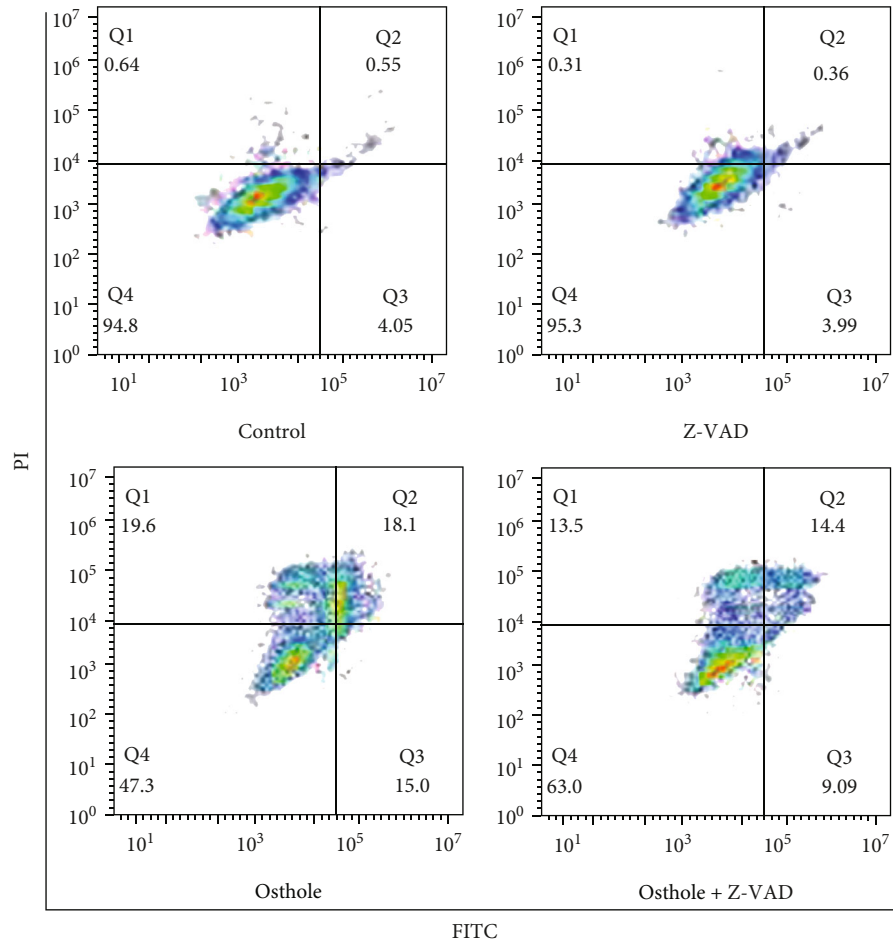 10^7
10^6
10^5
10^4
10^3
10^2
10^1
10^0
Q1
0.64
Q2
0.55
Q4
94.8
Q3
4.05
10^1 10^3 10^5 10^7
Control
10^7
10^6
10^5
10^4
10^3
10^2
10^1
10^0
Q1
0.31
Q2
0.36
Q4
95.3
Q3
3.99
10^1 10^3 10^5 10^7
Z-VAD
PI
10^7
10^6
10^5
10^4
10^3
10^2
10^1
10^0
Q1
19.6
Q2
18.1
Q4
47.3
Q3
15.0
10^1 10^3 10^5 10^7
Osthole
10^7
10^6
10^5
10^4
10^3
10^2
10^1
10^0
Q1
13.5
Q2
14.4
Q4
63.0
Q3
9.09
10^1 10^3 10^5 10^7
Osthole + Z-VAD
FITC